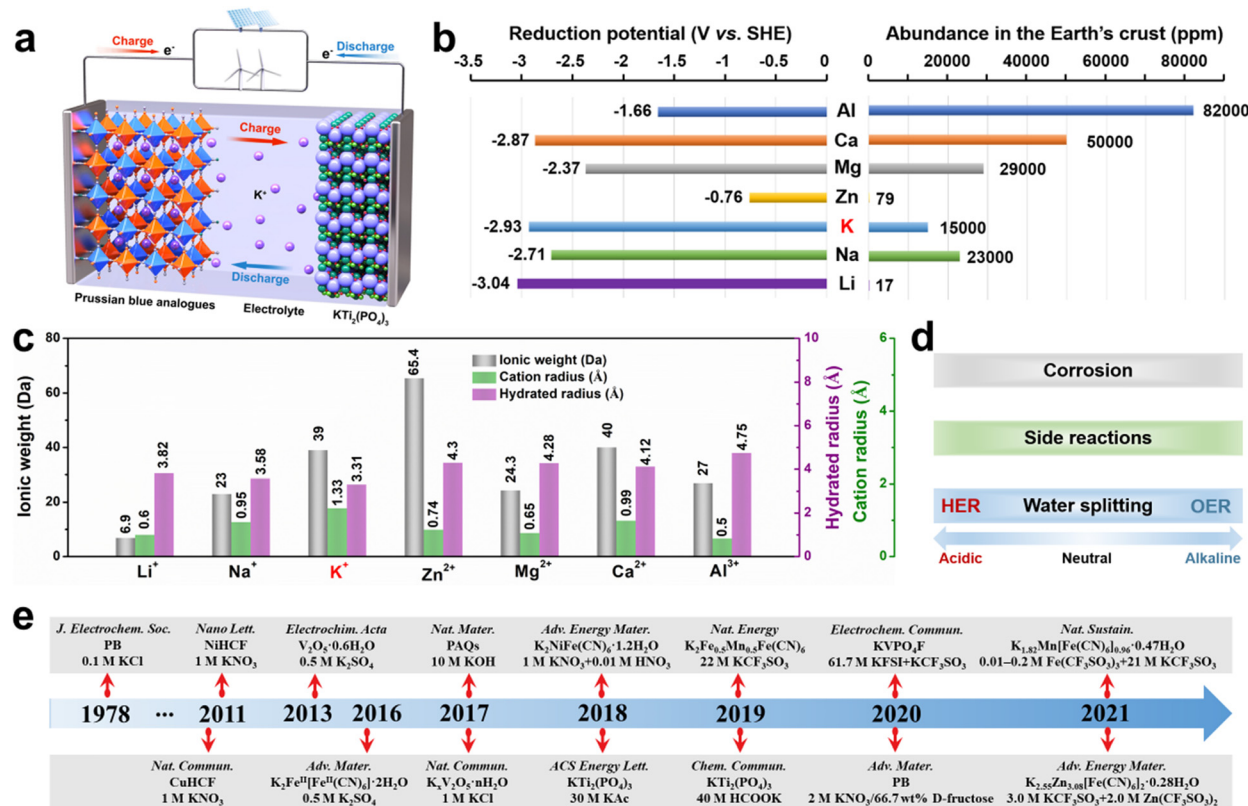 a
Charge
e⁻
e⁻
Discharge
Charge
K⁺
Discharge
Prussian blue analogues
Electrolyte
KTi₂(PO₄)₃
b
Reduction potential (V vs. SHE)
Abundance in the Earth's crust (ppm)
-3.5 -3 -2.5 -2 -1.5 -1 -0.5 0
0 20000 40000 60000 80000 90000
-1.66 Al 82000
-2.87 Ca 50000
-2.37 Mg 29000
-0.76 Zn 79
-2.93 K 15000
-2.71 Na 23000
-3.04 Li 17
c
Ionic weight (Da)
80
60
40
20
0
Ionic weight (Da)
Cation radius (Å)
Hydrated radius (Å)
6.9 0.6 3.82
23 0.95 3.58
39 1.33 3.31
65.4 0.74 4.3
24.3 0.65 4.28
40 0.99 4.12
27 0.5 4.75
Li⁺ Na⁺ K⁺ Zn²⁺ Mg²⁺ Ca²⁺ Al³⁺
10
8
6
4
2
0
Hydrated radius (Å)
Cation radius (Å)
6
4
2
0
d
Corrosion
Side reactions
HER Water splitting OER
Acidic Neutral Alkaline
e
J. Electrochem. Soc.
PB
0.1 M KCl
Nano Lett.
NiHCF
1 M KNO₃
Electrochim. Acta
V₂O₅·0.6H₂O
0.5 M K₂SO₄
Nat. Mater.
PAQs
10 M KOH
Adv. Energy Mater.
K₂NiFe(CN)₆·1.2H₂O
1 M KNO₃+0.01 M HNO₃
Nat. Energy
K₂Fe₀.₅Mn₀.₅Fe(CN)₆
22 M KCF₃SO₃
Electrochem. Commun.
KVPO₄F
61.7 M KFSI+KCF₃SO₃
Nat. Sustain.
K₁.₈₂Mn[Fe(CN)₆]₀.₉₆·0.47H₂O
0.01–0.2 M Fe(CF₃SO₃)₃+21 M KCF₃SO₃
1978 ··· 2011 2013 2016 2017 2018 2019 2020 2021
Nat. Commun.
CuHCF
1 M KNO₃
Adv. Mater.
K₂Feᴵᴵ[Feᴵᴵ(CN)₆]·2H₂O
0.5 M K₂SO₄
Nat. Commun.
KₓV₂O₅·nH₂O
1 M KCl
ACS Energy Lett.
KTi₂(PO₄)₃
30 M KAc
Chem. Commun.
KTi₂(PO₄)₃
40 M HCOOK
Adv. Mater.
PB
2 M KNO₃/66.7 wt% D-fructose
Adv. Energy Mater.
K₂.₅₅Zn₃.₀₈[Fe(CN)₆]₂·0.28H₂O
3.0 M KCF₃SO₃+2.0 M Zn(CF₃SO₃)₂